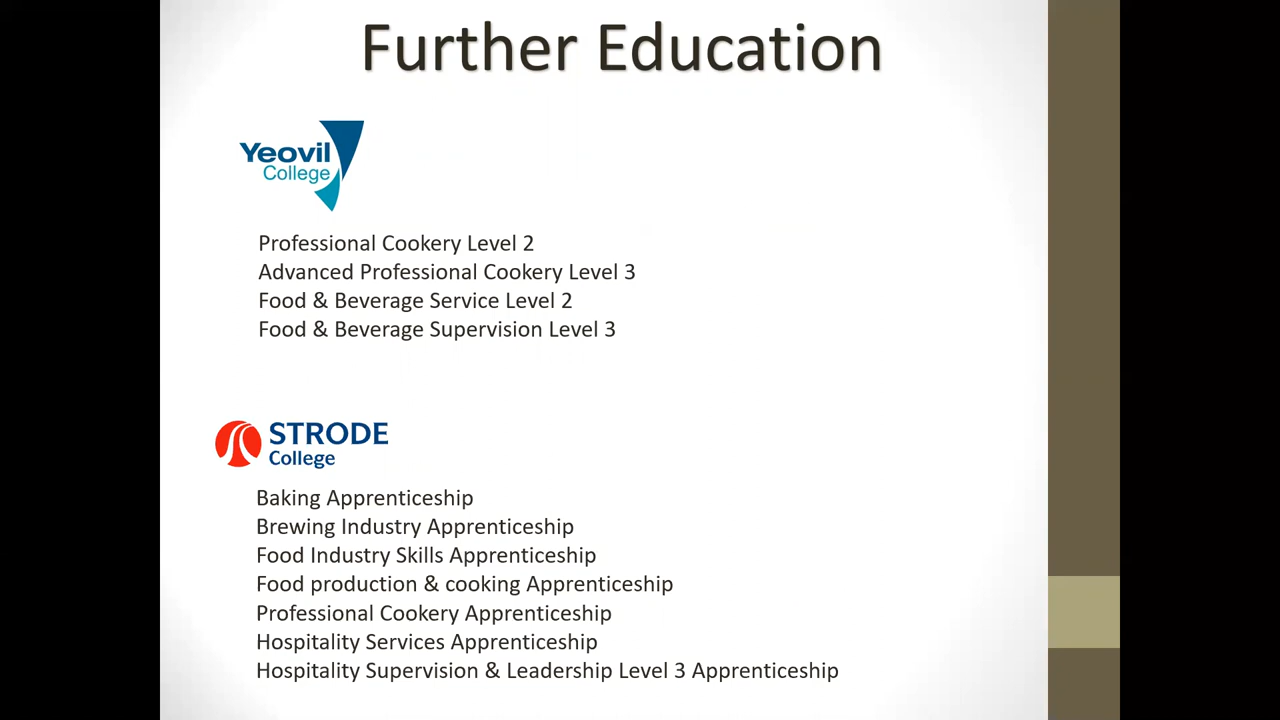 Further Education
Yeovil
College
Professional Cookery Level 2
Advanced Professional Cookery Level 3
Food & Beverage Service Level 2
Food & Beverage Supervision Level 3
STRODE
College
Baking Apprenticeship
Brewing Industry Apprenticeship
Food Industry Skills Apprenticeship
Food production & cooking Apprenticeship
Professional Cookery Apprenticeship
Hospitality Services Apprenticeship
Hospitality Supervision & Leadership Level 3 Apprenticeship